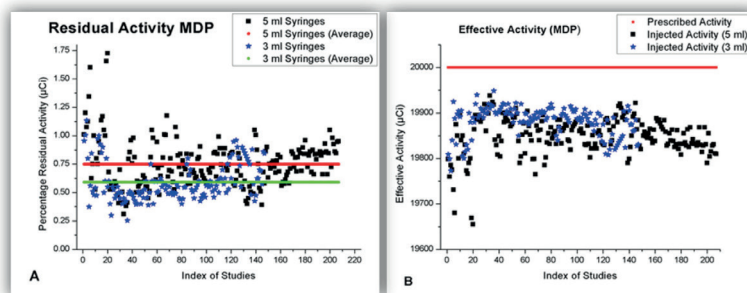 Residual Activity MDP
5 ml Syringes
5 ml Syringes (Average)
3 ml Syringes
3 ml Syringes (Average)
Percentage Residual Activity (µCi)
1.75
1.50
1.25
1.00
0.75
0.50
0.25
0.00
0 20 40 60 80 100 120 140 160 180 200 220
Index of Studies
A
Effective Activity (MDP)
Prescribed Activity
Injected Activity (5 ml)
Injected Activity (3 ml)
Effective Activity (µCi)
20000
19900
19800
19700
19600
0 20 40 60 80 100 120 140 160 180 200
Index of Studies
B